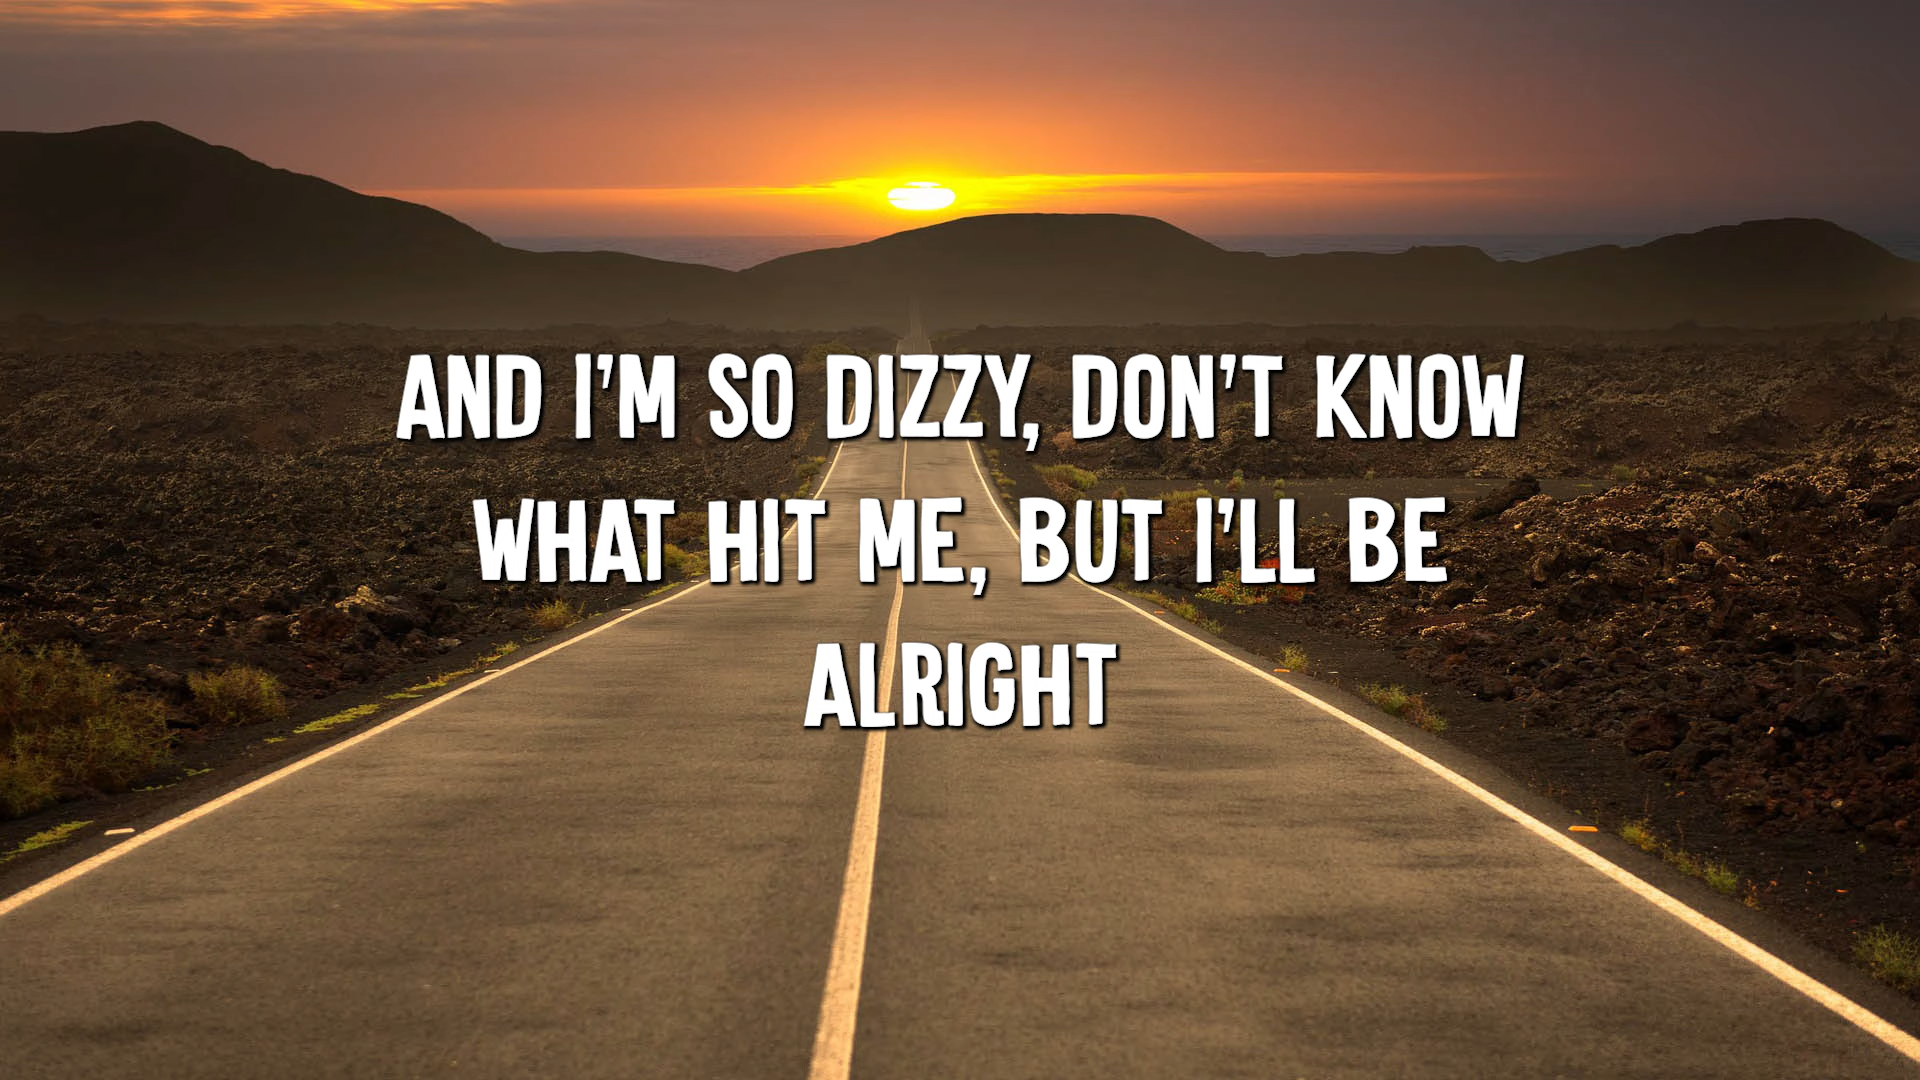 AND I'M SO DIZZY, DON'T KNOW
WHAT HIT ME, BUT I'LL BE
ALRIGHT